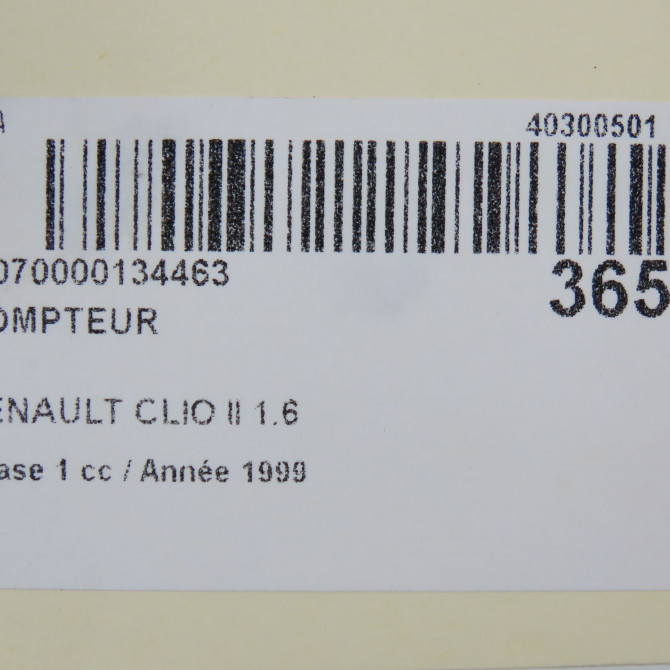 A 40300501
070000134463
365
OMPTEUR
ENAULT CLIO II 1.6
ase 1 cc / Année 1999